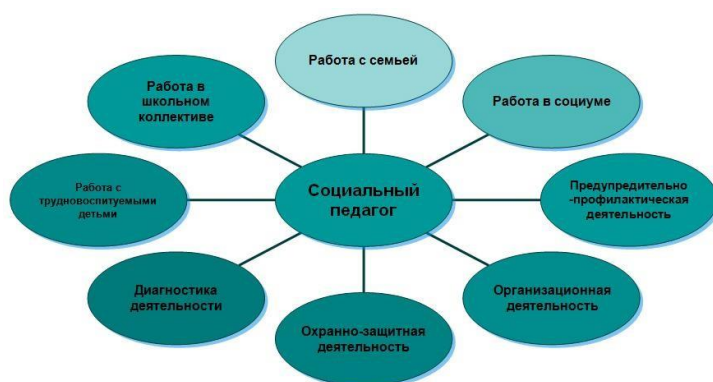 Работа с семьей
Работа в
школьном
коллективе
Работа в социуме
Работа с
трудновоспитуемыми
детьми
Социальный
педагог
Предупредительно
-профилактическая
деятельность
Диагностика
деятельности
Организационная
деятельность
Охранно-защитная
деятельность